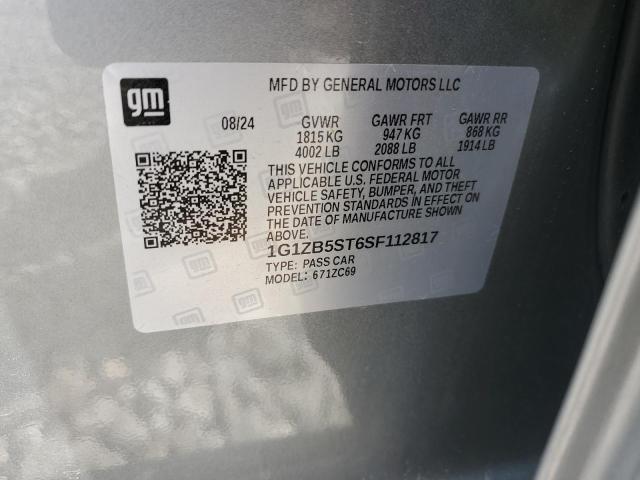 gm
MFD BY GENERAL MOTORS LLC
08/24 GVWR GAWR FRT GAWR RR
1815 KG 947 KG 868 KG
4002 LB 2088 LB 1914 LB
THIS VEHICLE CONFORMS TO ALL
APPLICABLE U.S. FEDERAL MOTOR
VEHICLE SAFETY, BUMPER, AND THEFT
PREVENTION STANDARDS IN EFFECT ON
THE DATE OF MANUFACTURE SHOWN
ABOVE.
1G1ZB5ST6SF112817
TYPE: PASS CAR
MODEL: 671ZC69